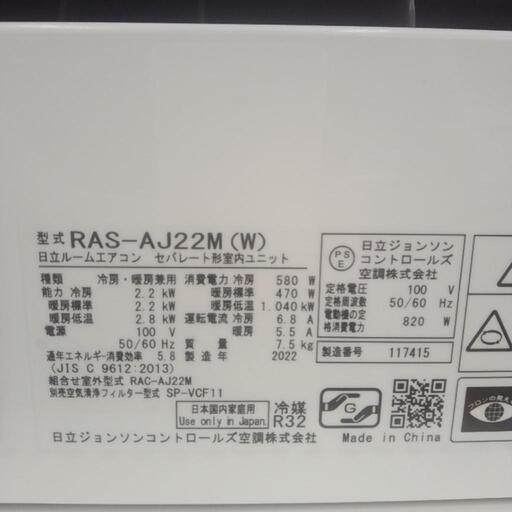 型式 RAS-AJ22M(W)
日立ルームエアコン セパレート形室内ユニット
種類 冷房・暖房兼用
能力 冷房 2.2 kW
暖房標準 2.2 kW
暖房低温 2.8 kW
電源 100 V
50/60 Hz
消費電力 冷房 580 W
暖房標準 470 W
暖房低温 1.040 kW
運転電流 冷房 6.8 A
暖房 5.5 A
質量 7.5 kg
通年エネルギー消費効率 5.8 製造年 2022
(JIS C 9612:2013)
組合せ室外型式 RAC-AJ22M
別売空気清浄フィルター型式 SP-VCF11
日本国内家庭用
Use only in Japan.
冷媒
R32
日立ジョンソンコントロールズ空調株式会社
PSE
日立ジョンソン
コントロールズ
空調株式会社
定格電圧 100 V
定格周波数 50/60 Hz
電動機の定
格消費電力 820 W
製造番号 117415
G
Made in China
フロンの見え